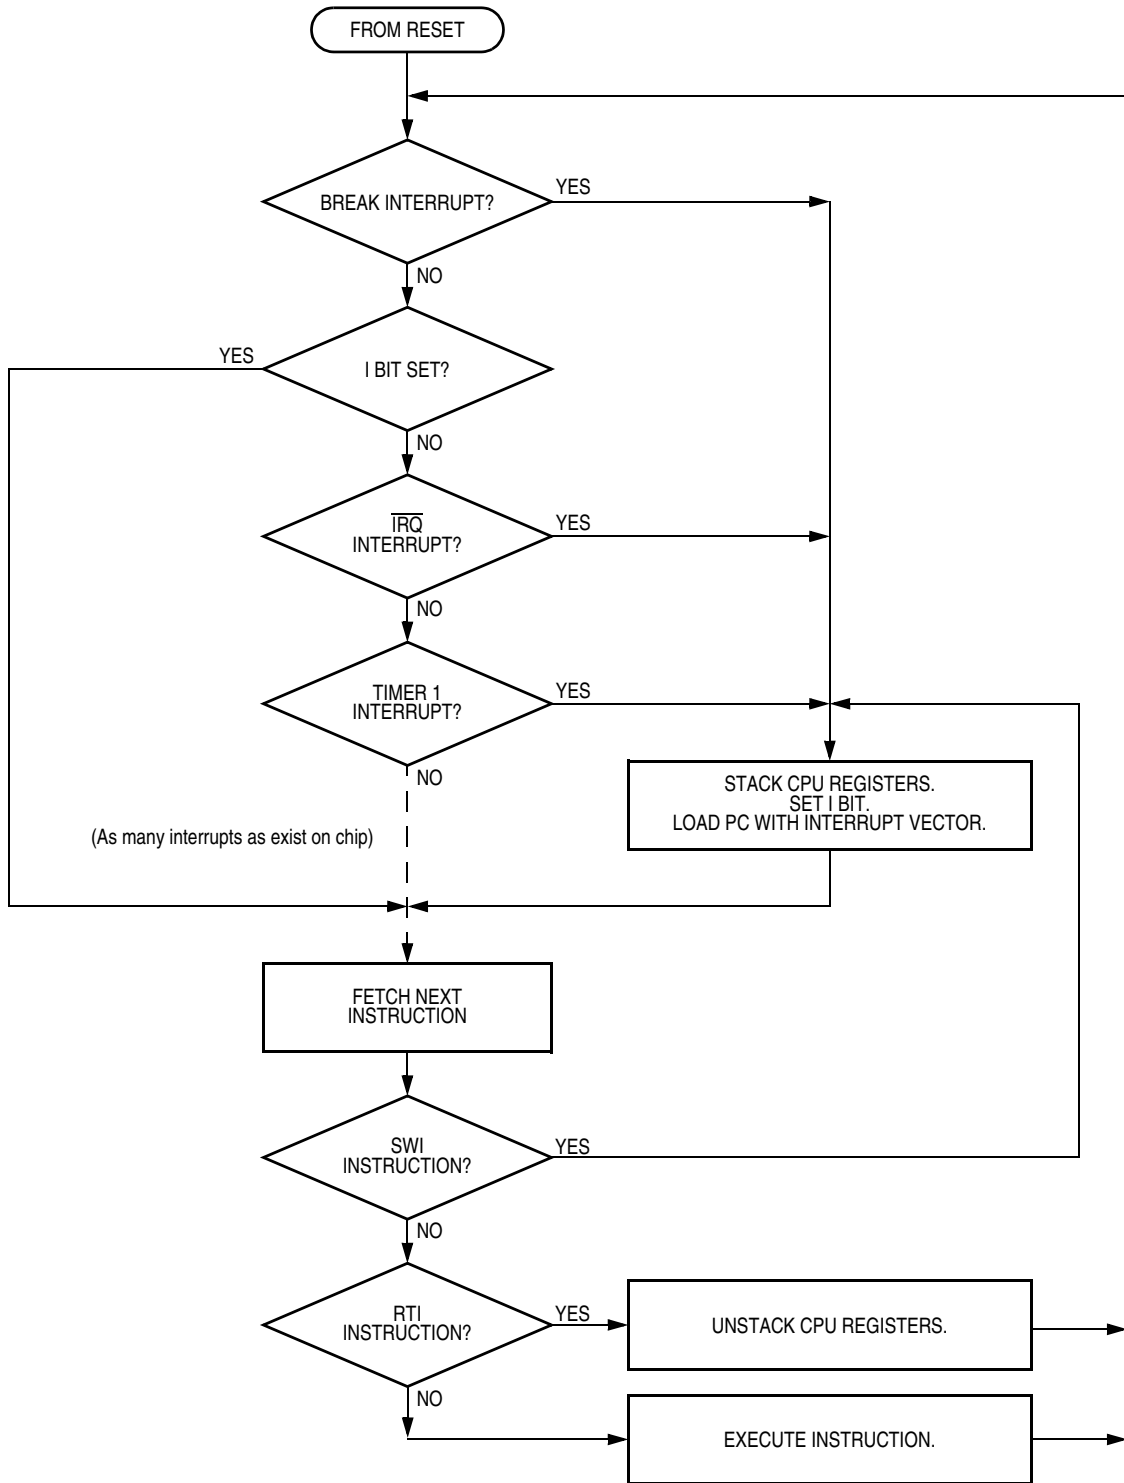 FROM RESET
BREAK INTERRUPT?
YES
NO
I BIT SET?
YES
NO
IRQ
INTERRUPT?
YES
NO
TIMER 1
INTERRUPT?
YES
NO
STACK CPU REGISTERS.
SET I BIT.
LOAD PC WITH INTERRUPT VECTOR.
(As many interrupts as exist on chip)
FETCH NEXT
INSTRUCTION
SWI
INSTRUCTION?
YES
NO
RTI
INSTRUCTION?
YES
UNSTACK CPU REGISTERS.
NO
EXECUTE INSTRUCTION.